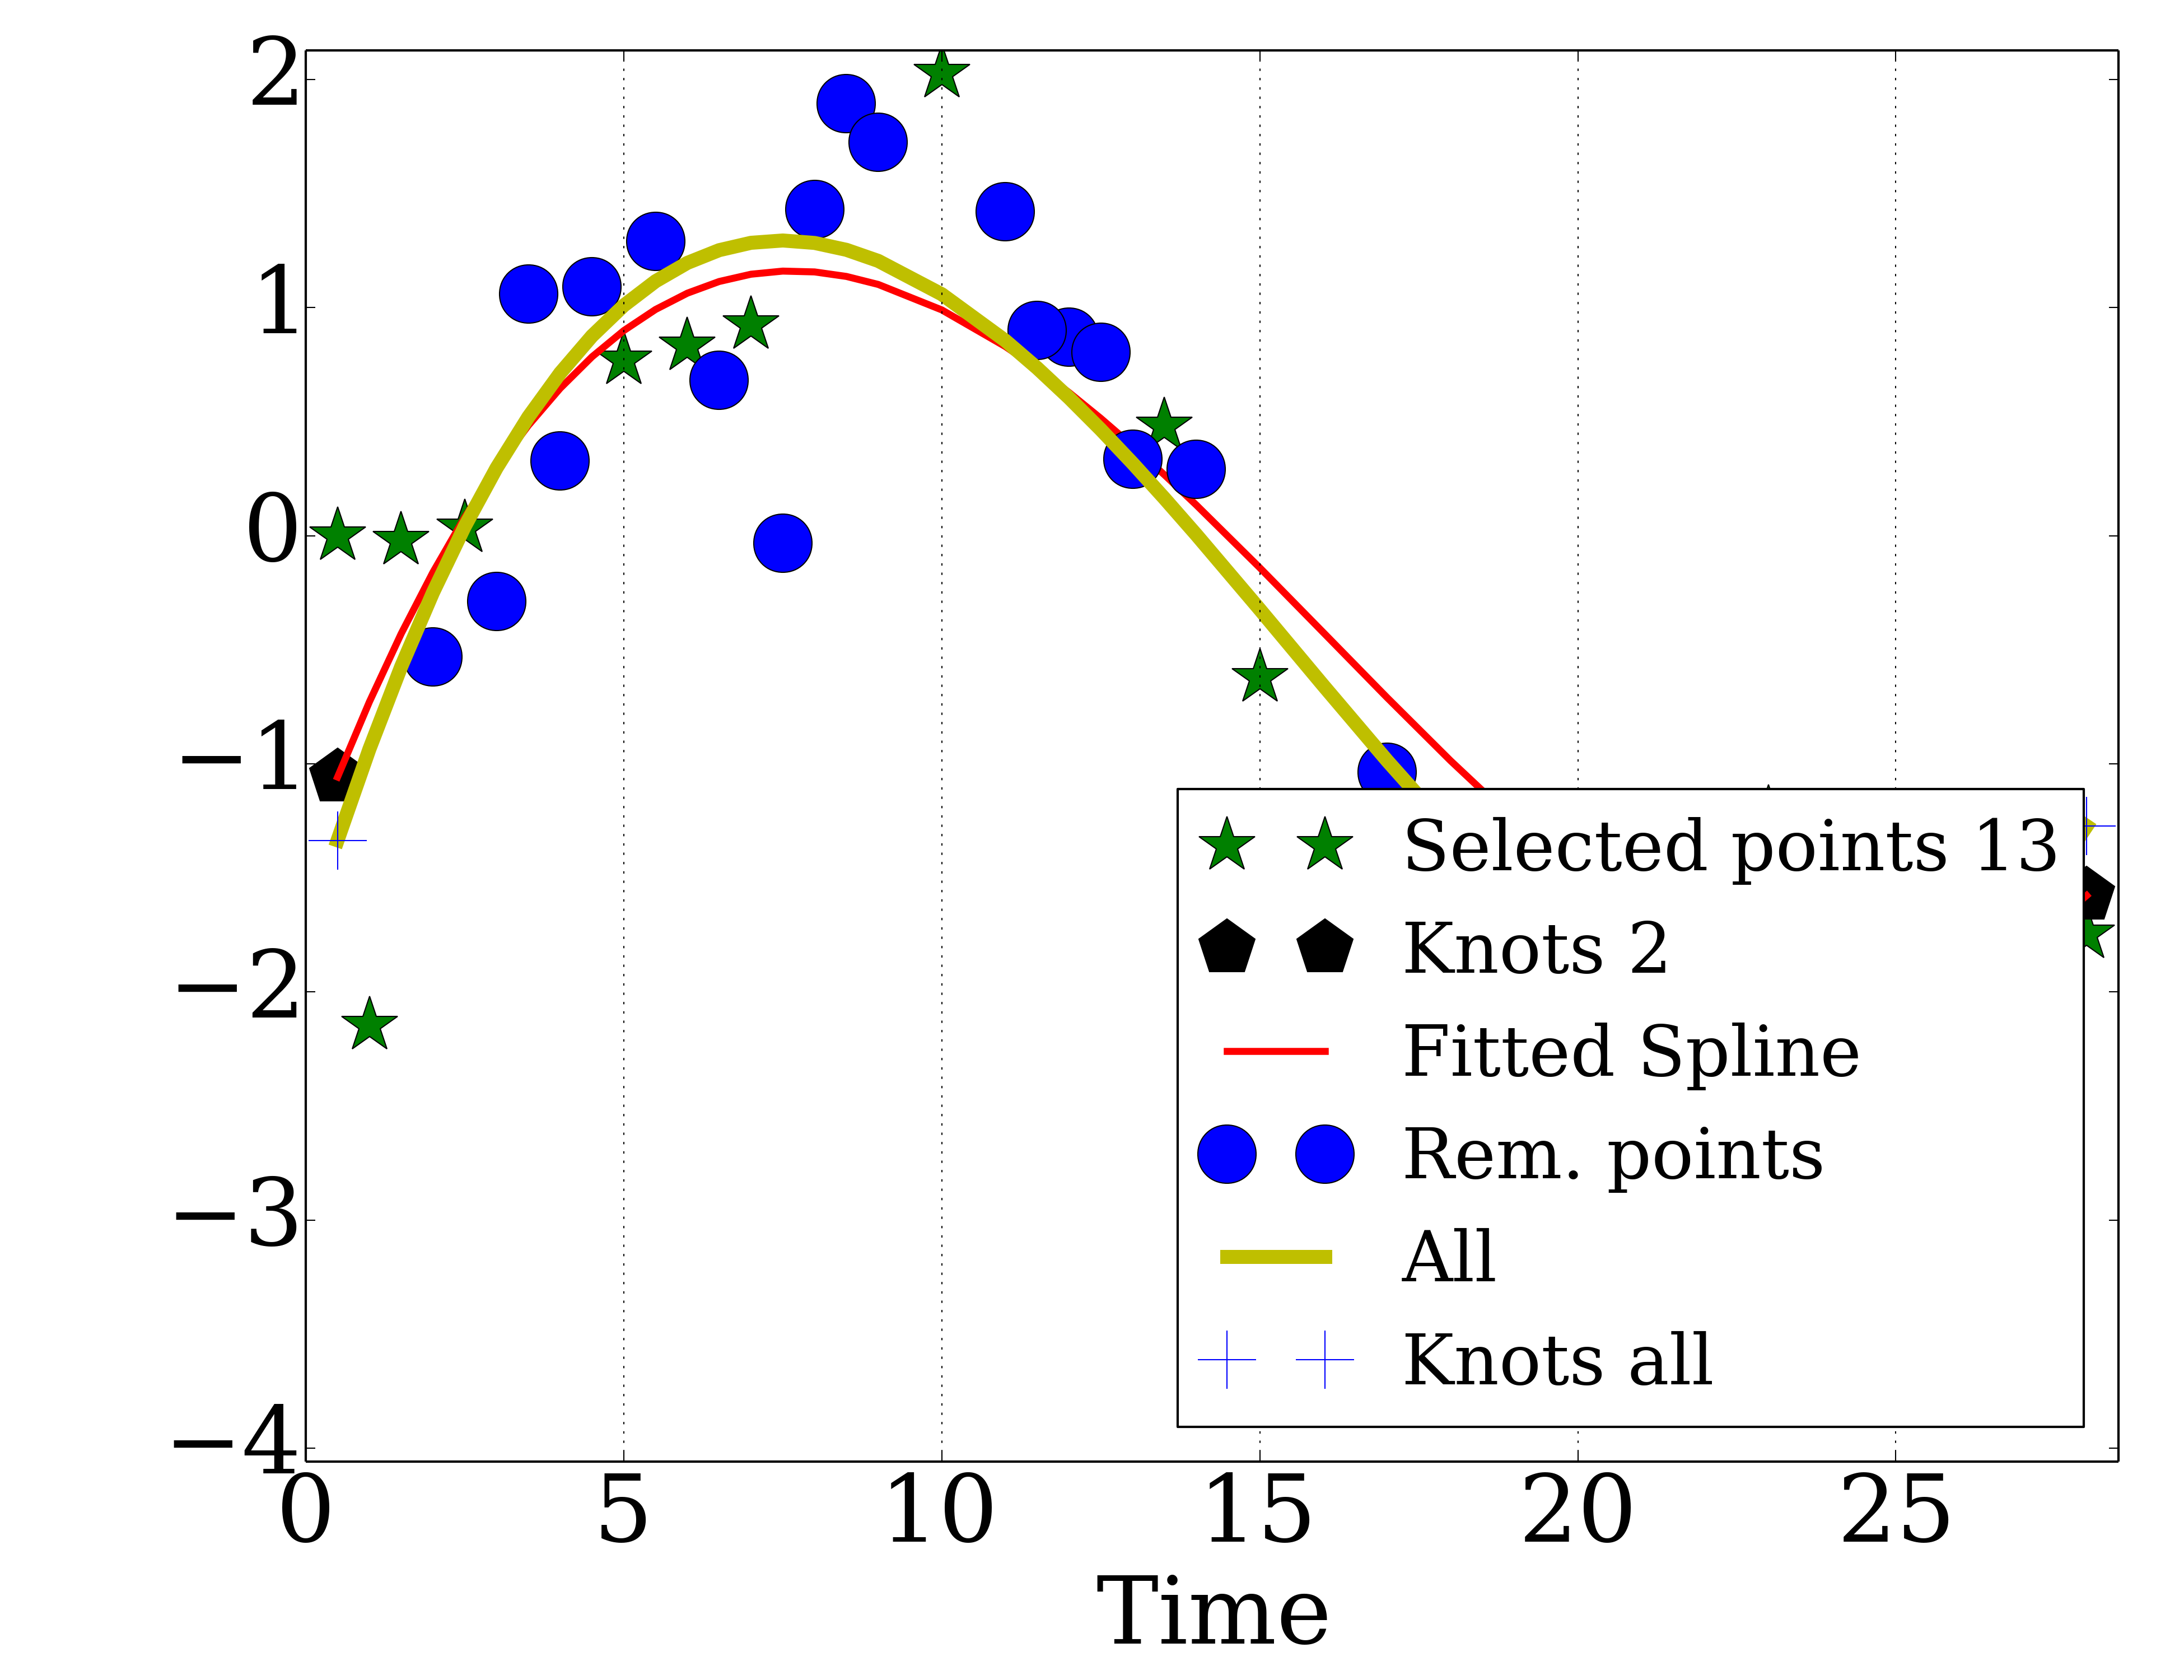 2
1
0
−1
−2
−3
−4
0 5 10 15 20 25
Time
Selected points 13
Knots 2
Fitted Spline
Rem. points
All
Knots all